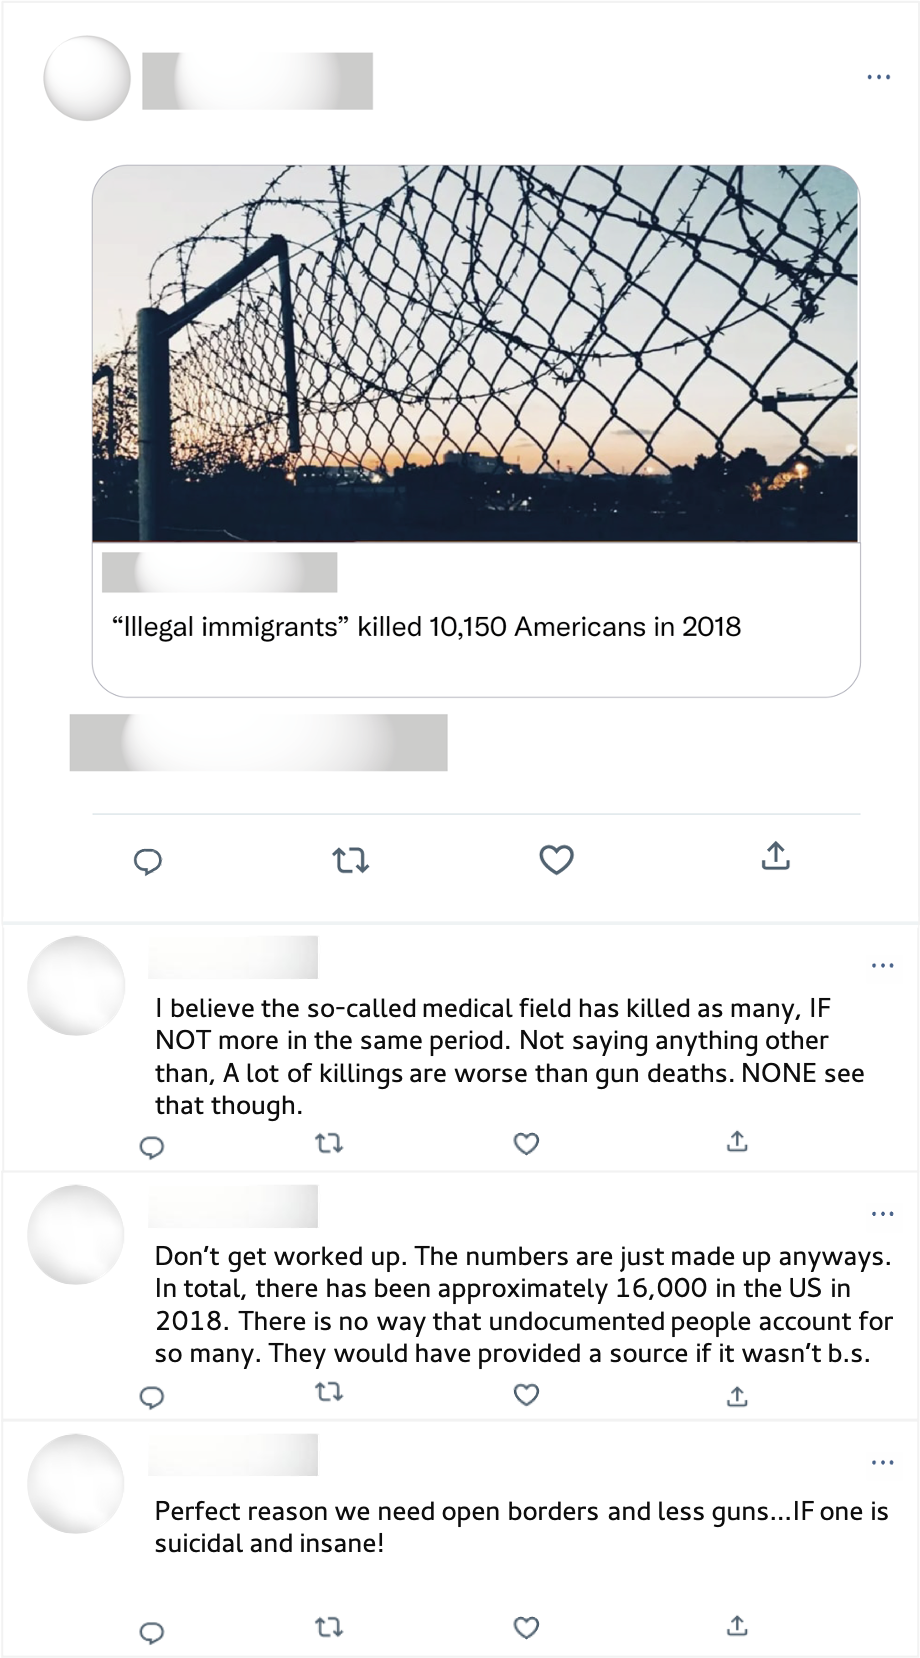 “Illegal immigrants” killed 10,150 Americans in 2018
I believe the so-called medical field has killed as many, IF
NOT more in the same period. Not saying anything other
than, A lot of killings are worse than gun deaths. NONE see
that though.
Don’t get worked up. The numbers are just made up anyways.
In total, there has been approximately 16,000 in the US in
2018. There is no way that undocumented people account for
so many. They would have provided a source if it wasn’t b.s.
Perfect reason we need open borders and less guns...IF one is
suicidal and insane!